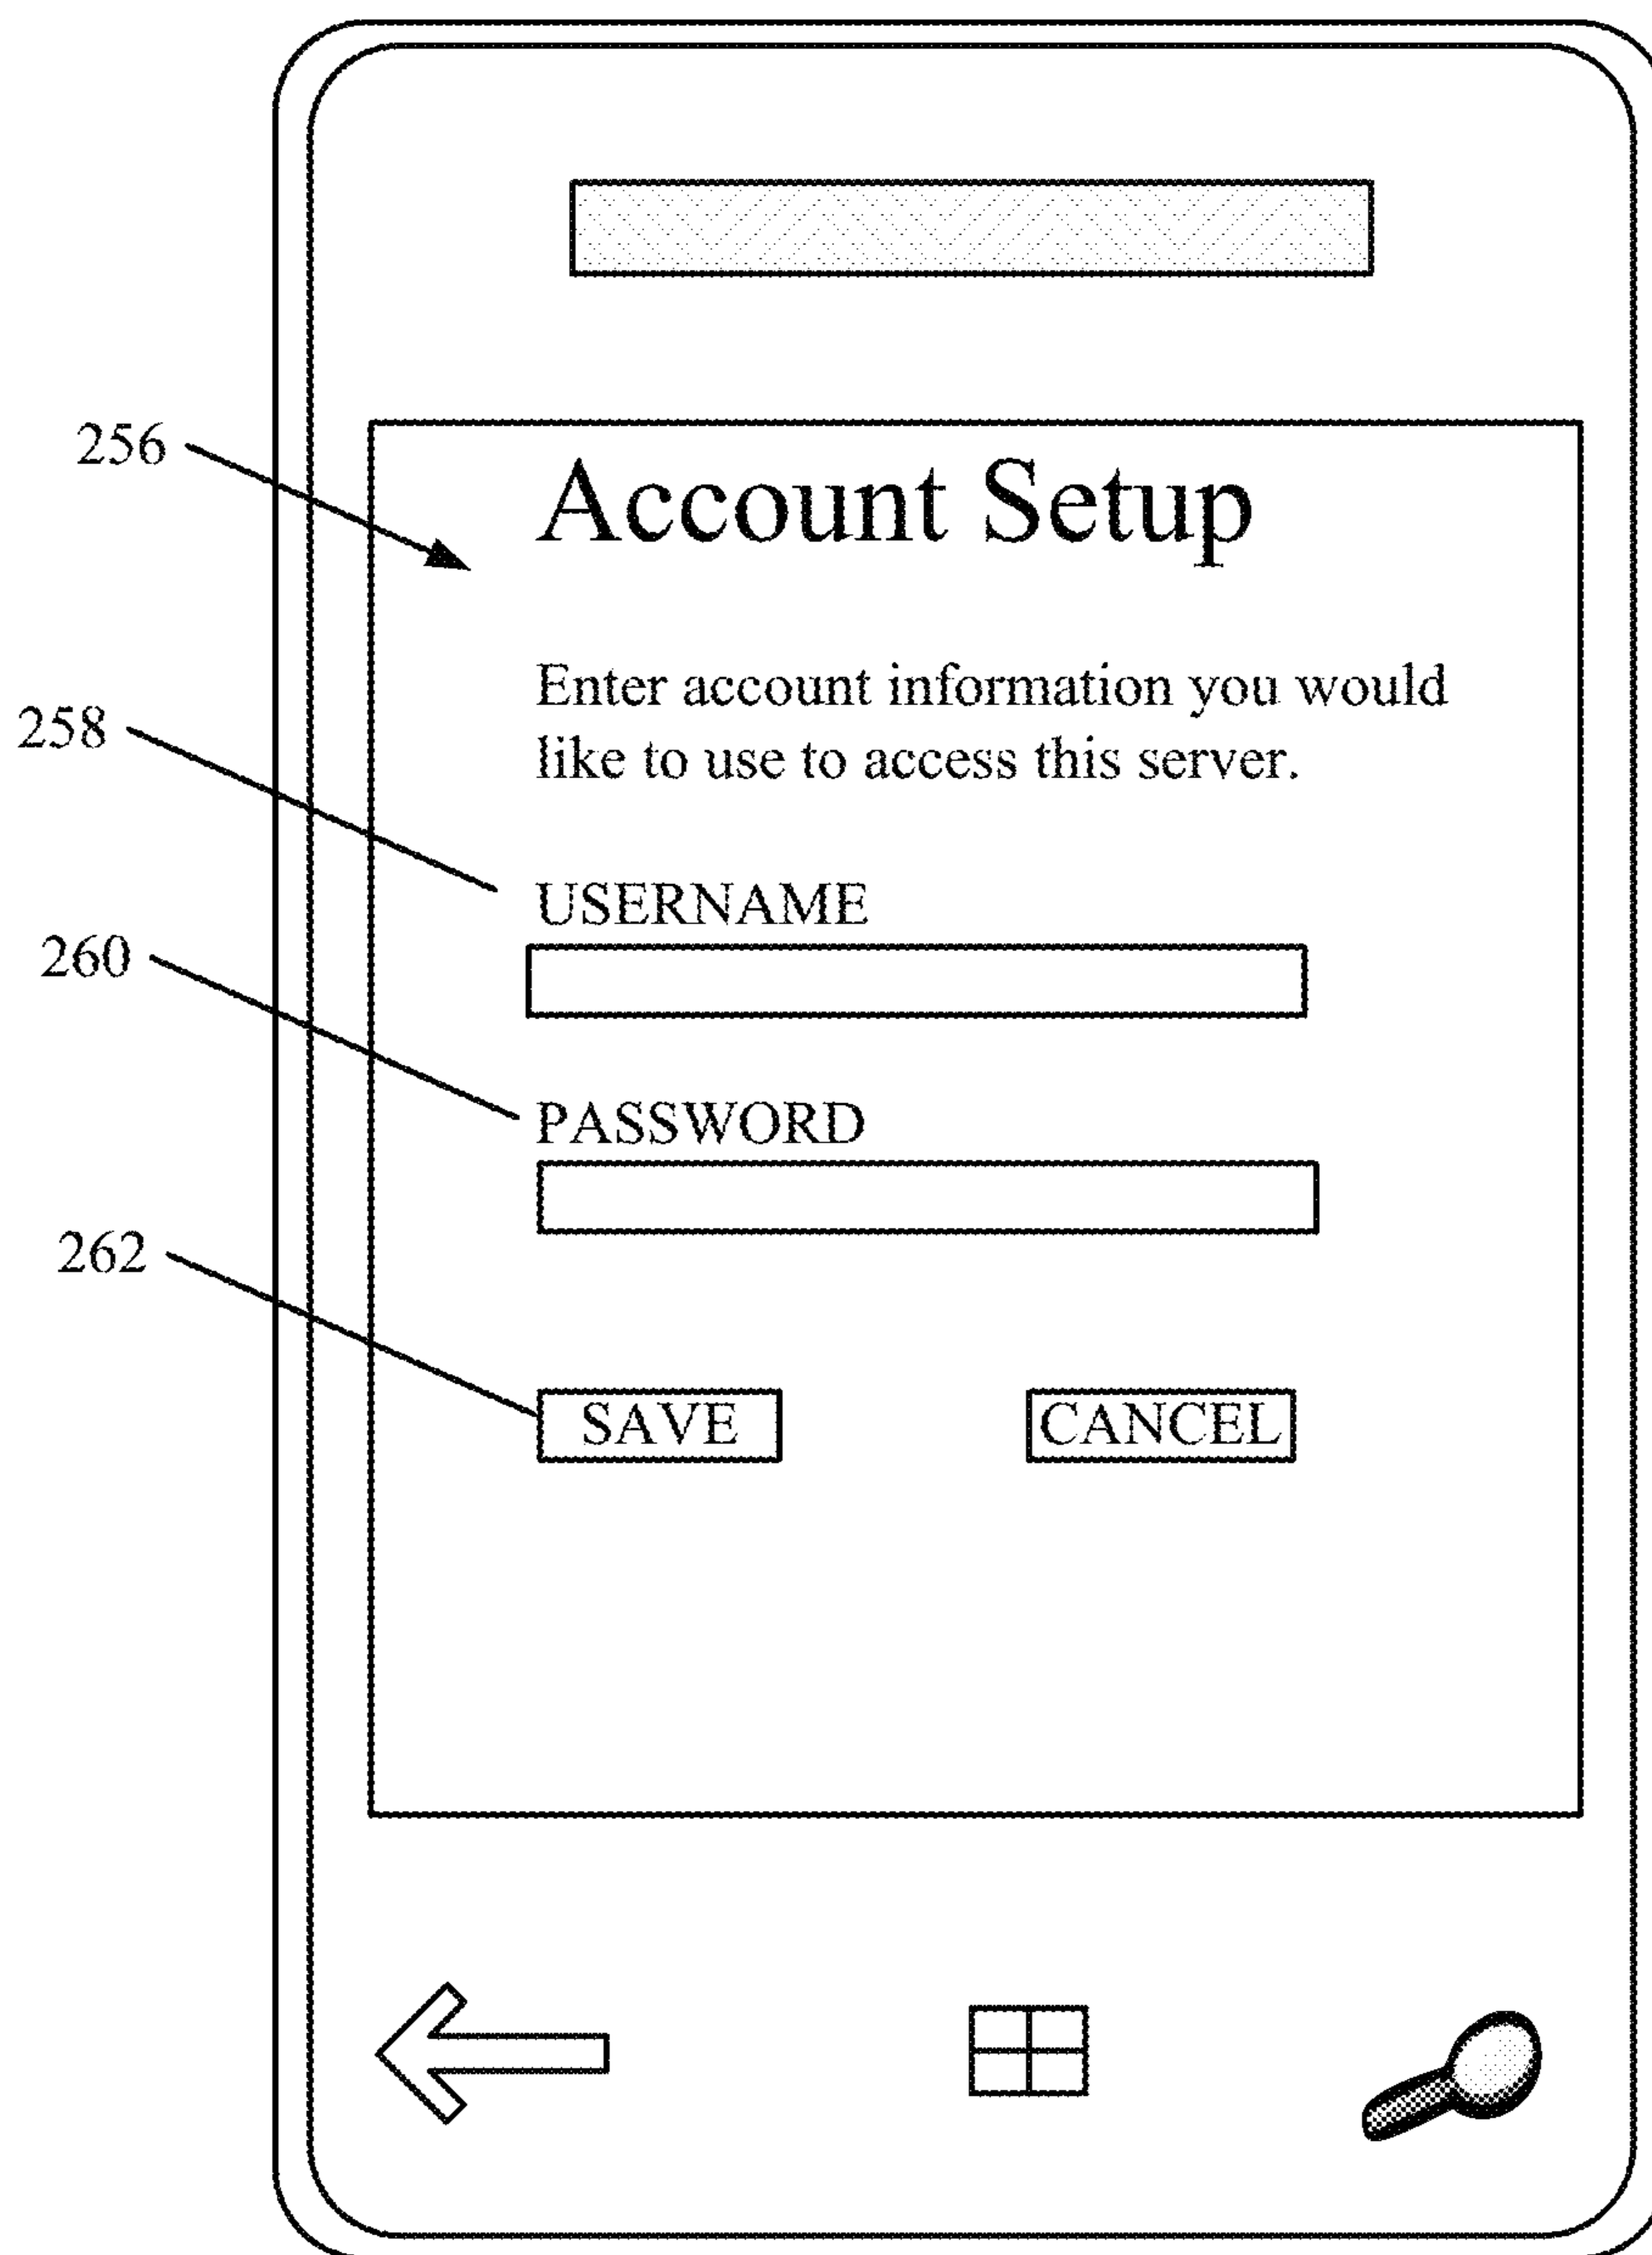 256
Account Setup
Enter account information you would
like to use to access this server.
258
USERNAME
260
PASSWORD
262
SAVE CANCEL